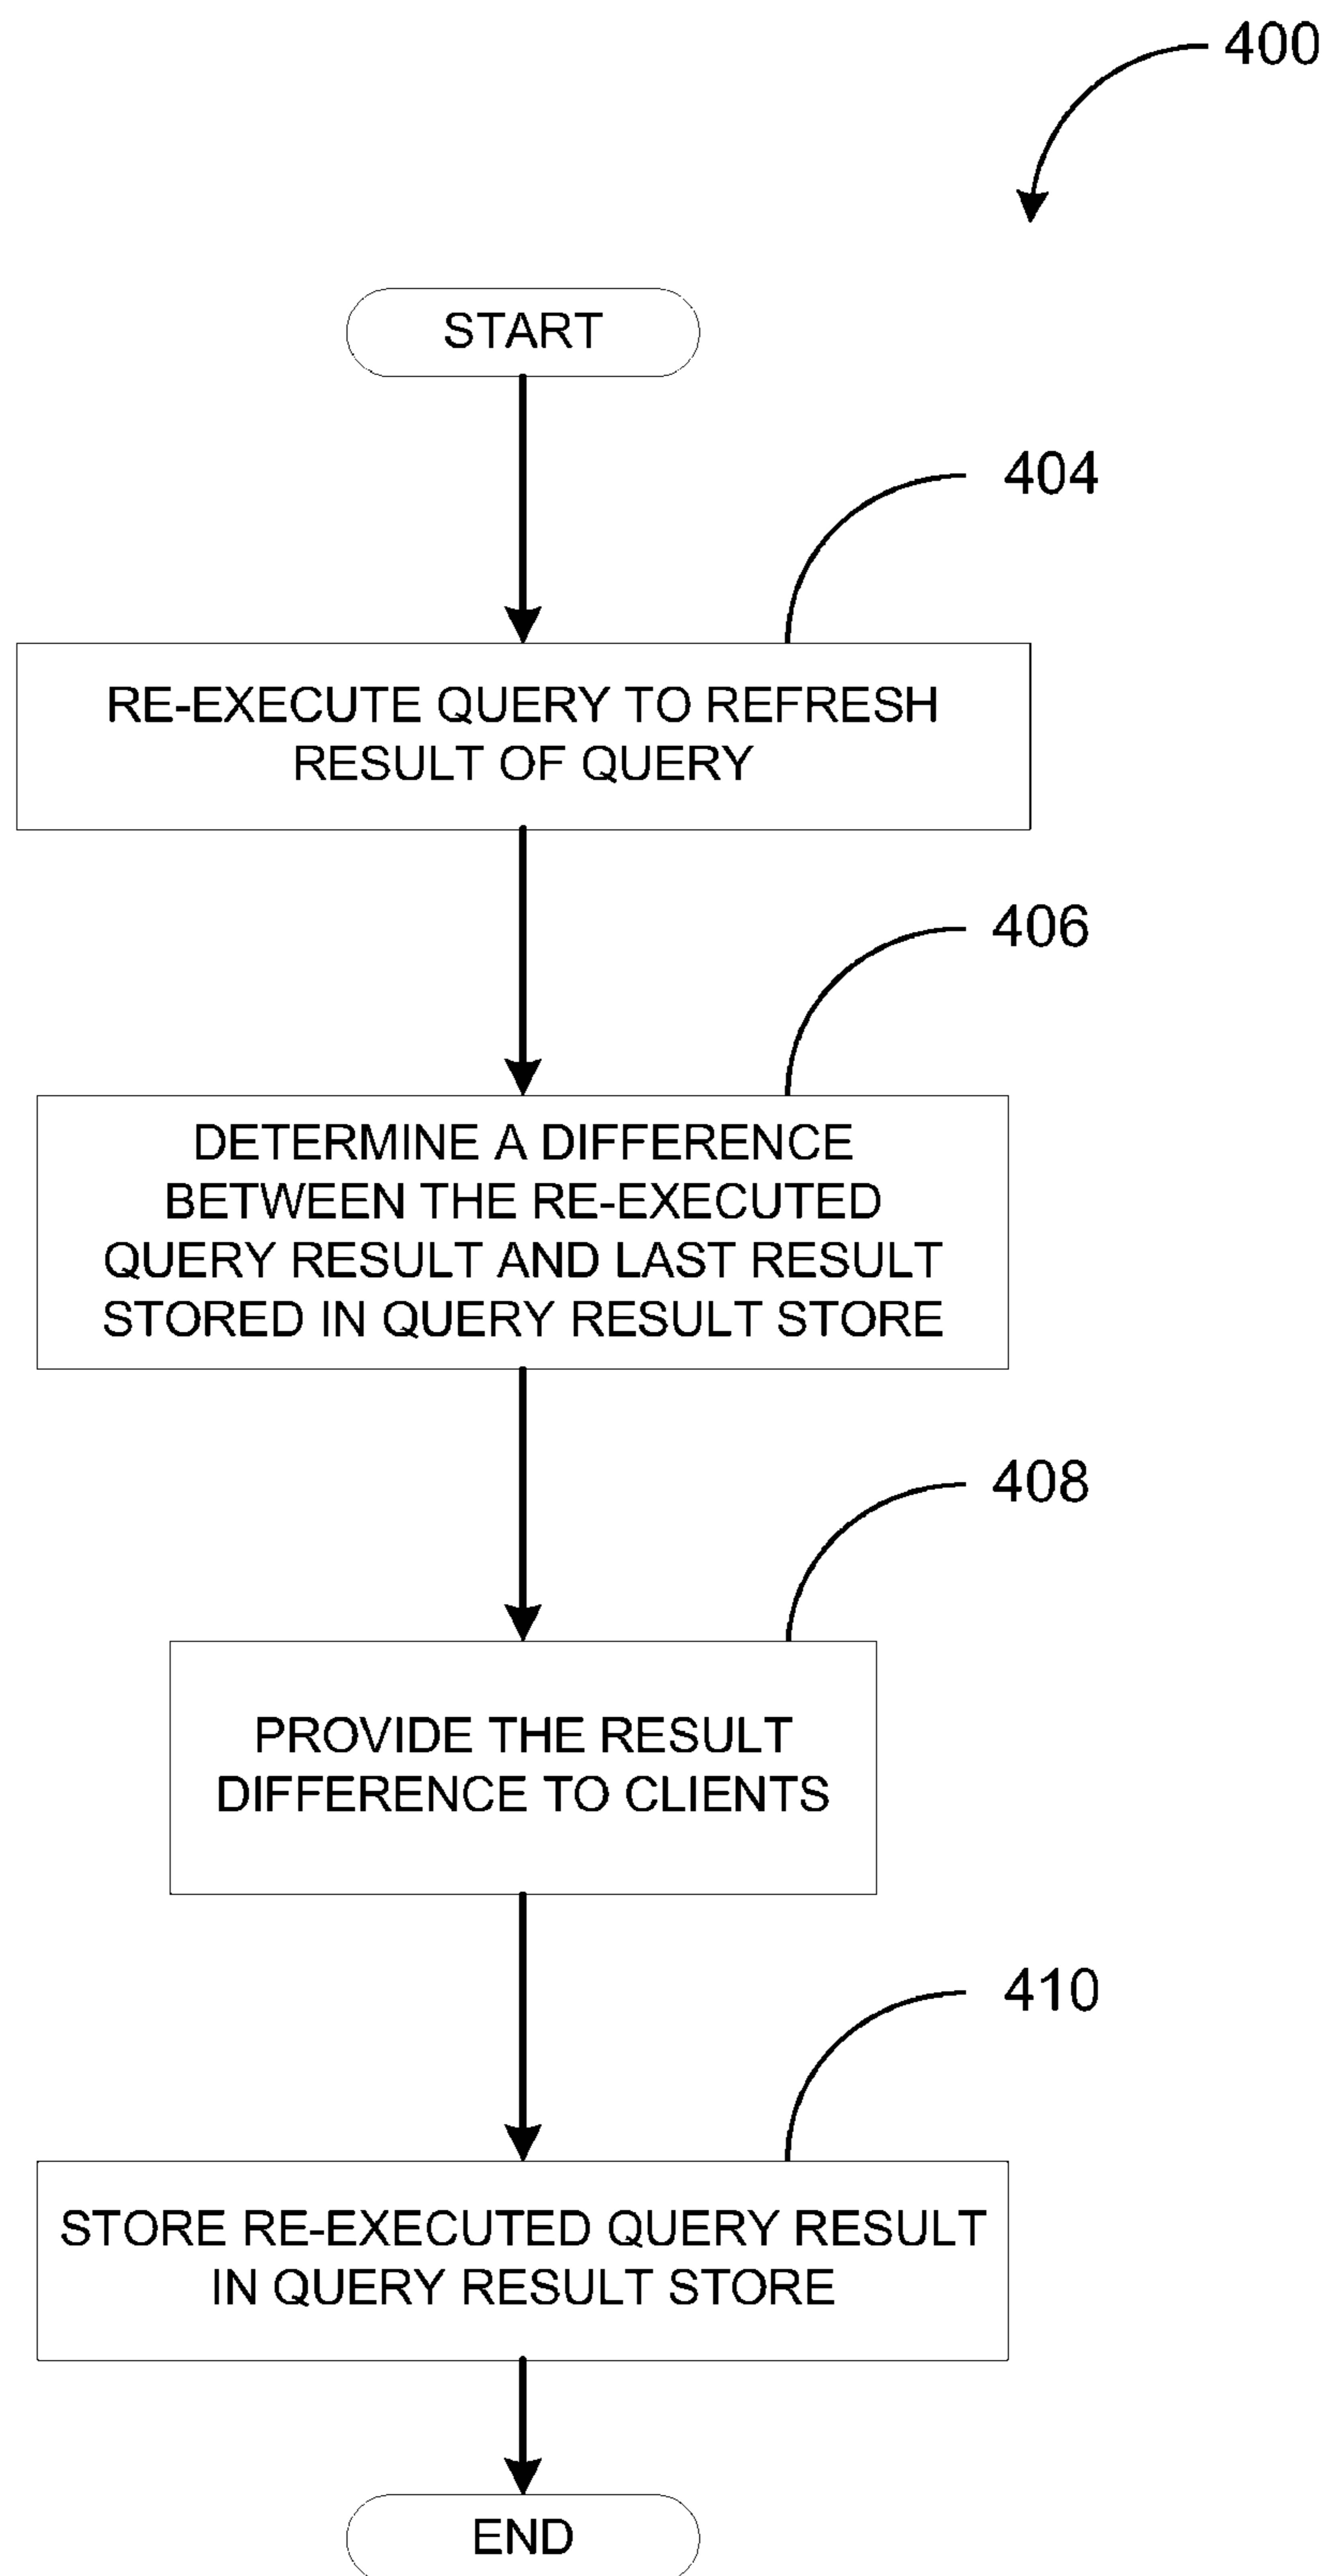 400
START
404
RE-EXECUTE QUERY TO REFRESH
RESULT OF QUERY
406
DETERMINE A DIFFERENCE
BETWEEN THE RE-EXECUTED
QUERY RESULT AND LAST RESULT
STORED IN QUERY RESULT STORE
408
PROVIDE THE RESULT
DIFFERENCE TO CLIENTS
410
STORE RE-EXECUTED QUERY RESULT
IN QUERY RESULT STORE
END